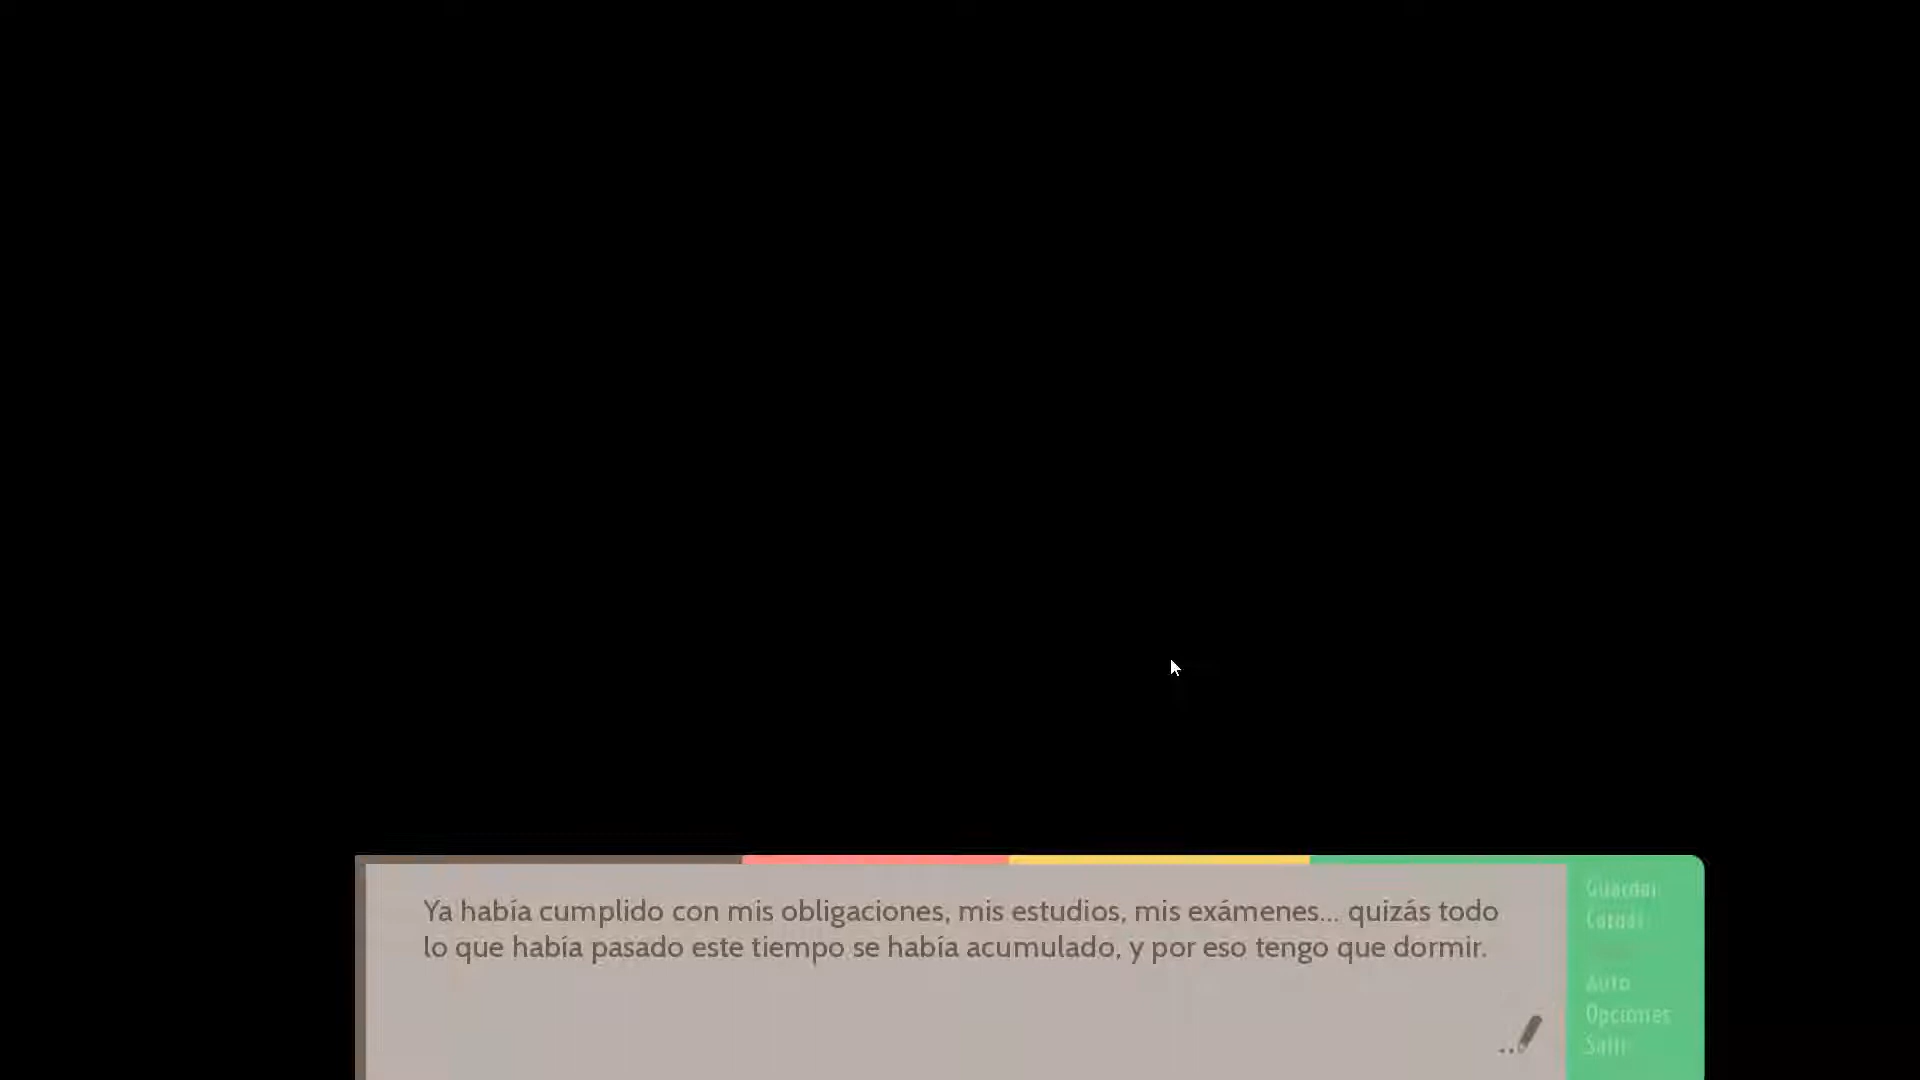 Ya había cumplido con mis obligaciones, mis estudios, mis exámenes... quizás todo
lo que había pasado este tiempo se había acumulado, y por eso tengo que dormir.
Guardar
Cargar
Auto
Opciones
Salir